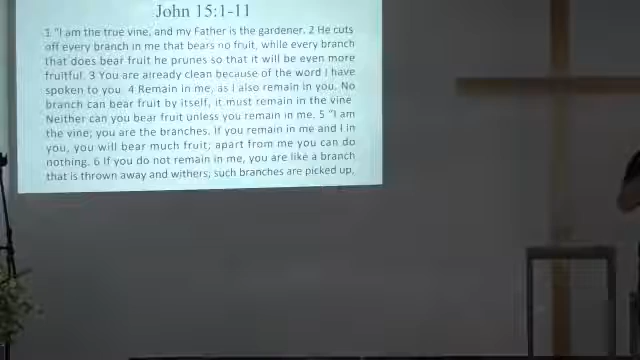 John 15:1-11
1 "I am the true vine, and my Father is the gardener. 2 He cuts
off every branch in me that bears no fruit, while every branch
that does bear fruit he prunes so that it will be even more
fruitful. 3 You are already clean because of the word I have
spoken to you. 4 Remain in me, as I also remain in you. No
branch can bear fruit by itself, it must remain in the vine
Neither can you bear fruit unless you remain in me. 5 "I am
the vine; you are the branches. If you remain in me and I in
you, you will bear much fruit; apart from me you can do
nothing. 6 If you do not remain in me, you are like a branch
that is thrown away and withers; such branches are picked up,